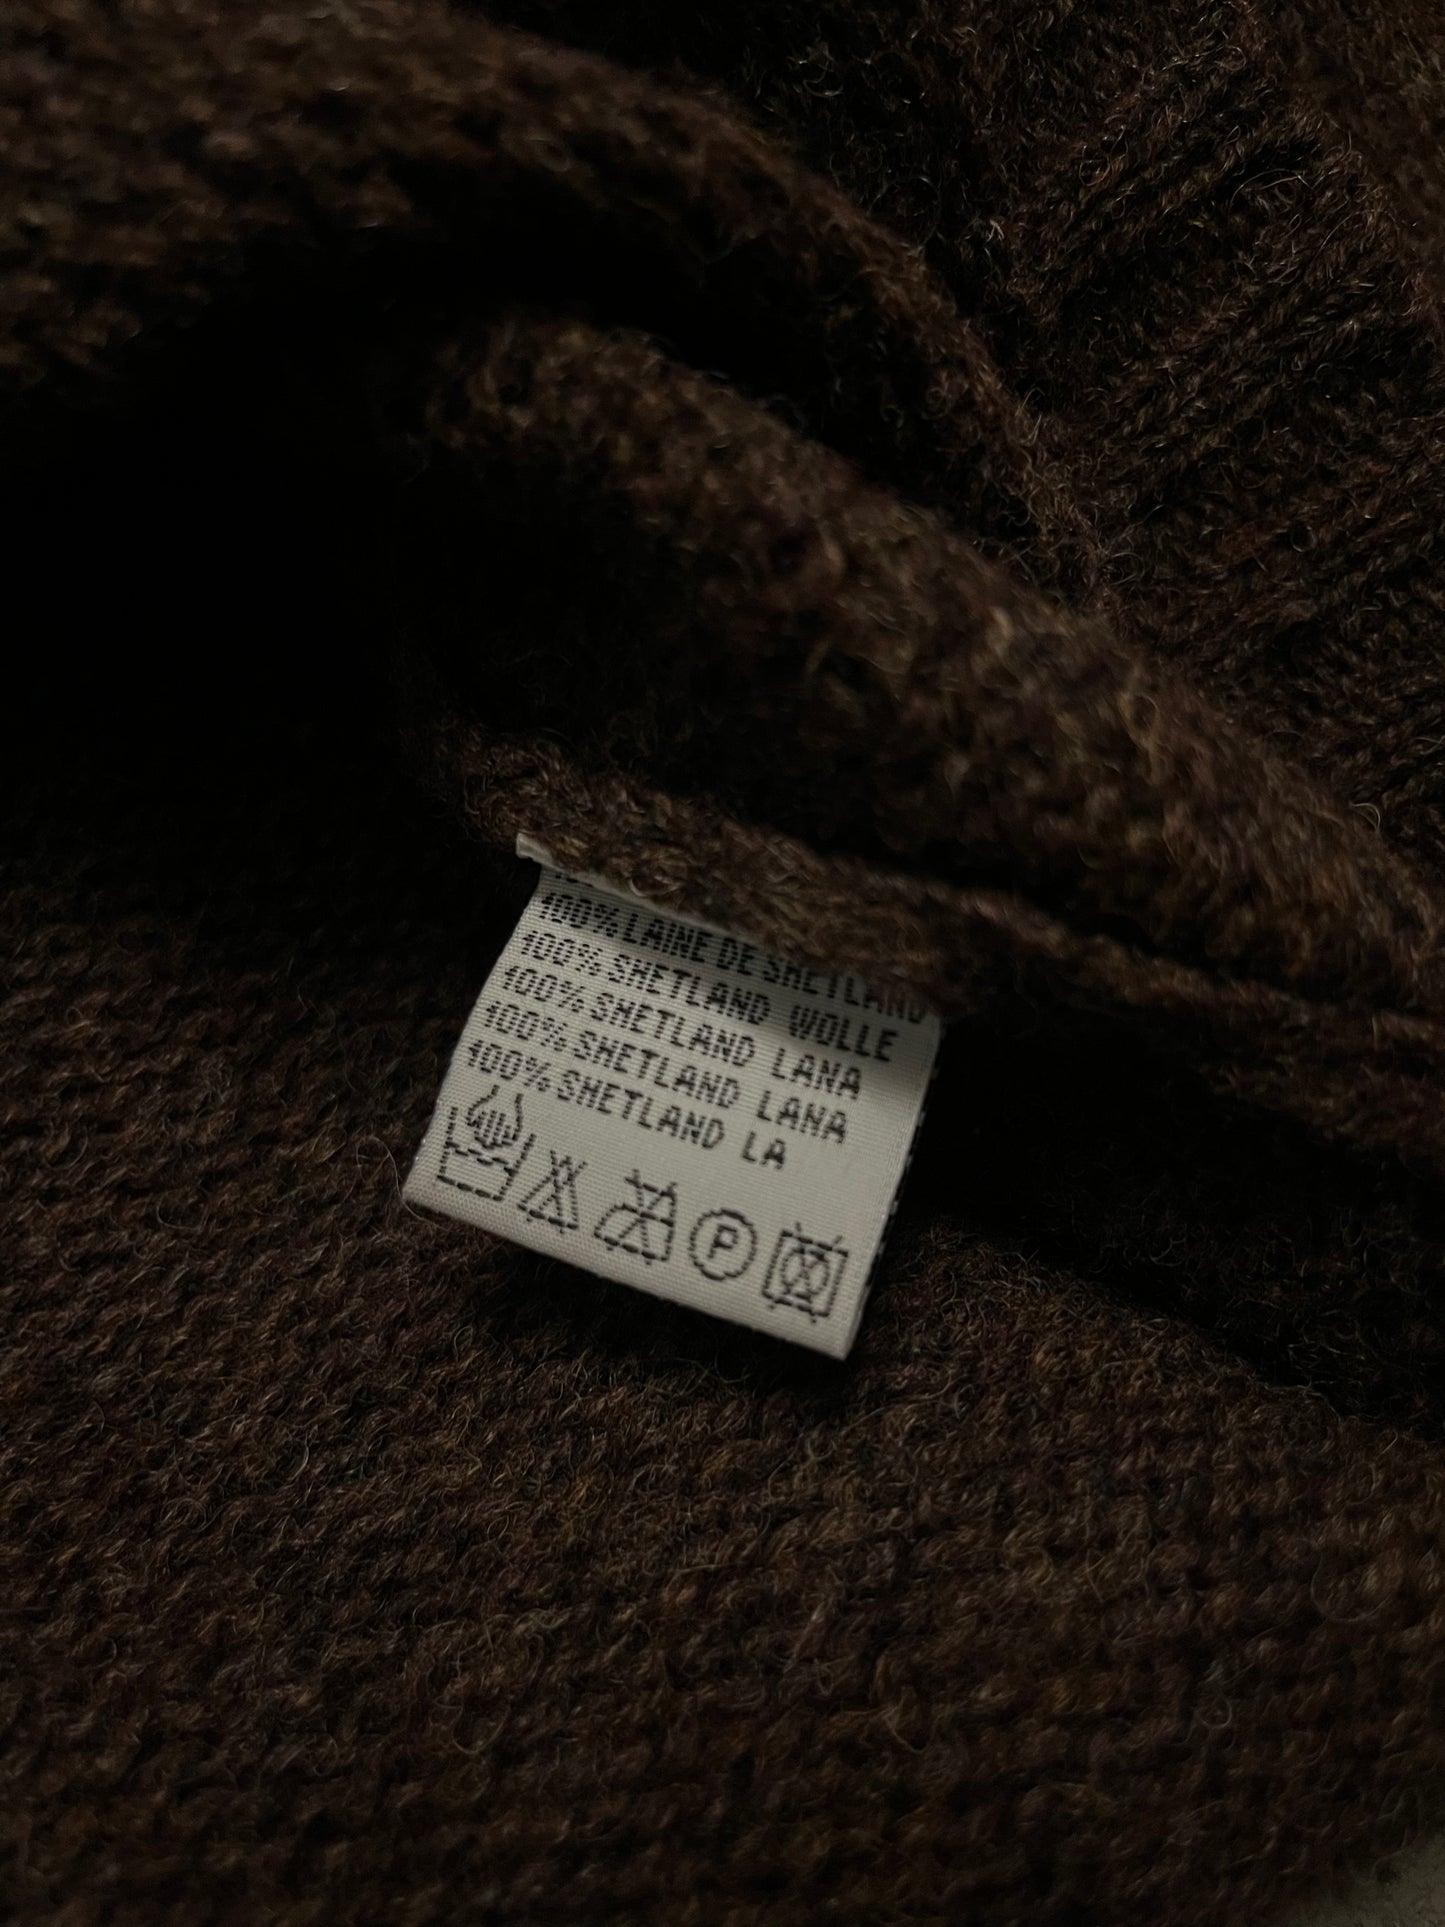 100% LAINE DE SHETLAND
100% SHETLAND WOLLE
100% SHETLAND LANA
100% SHETLAND LANA
100% SHETLAND LA
P